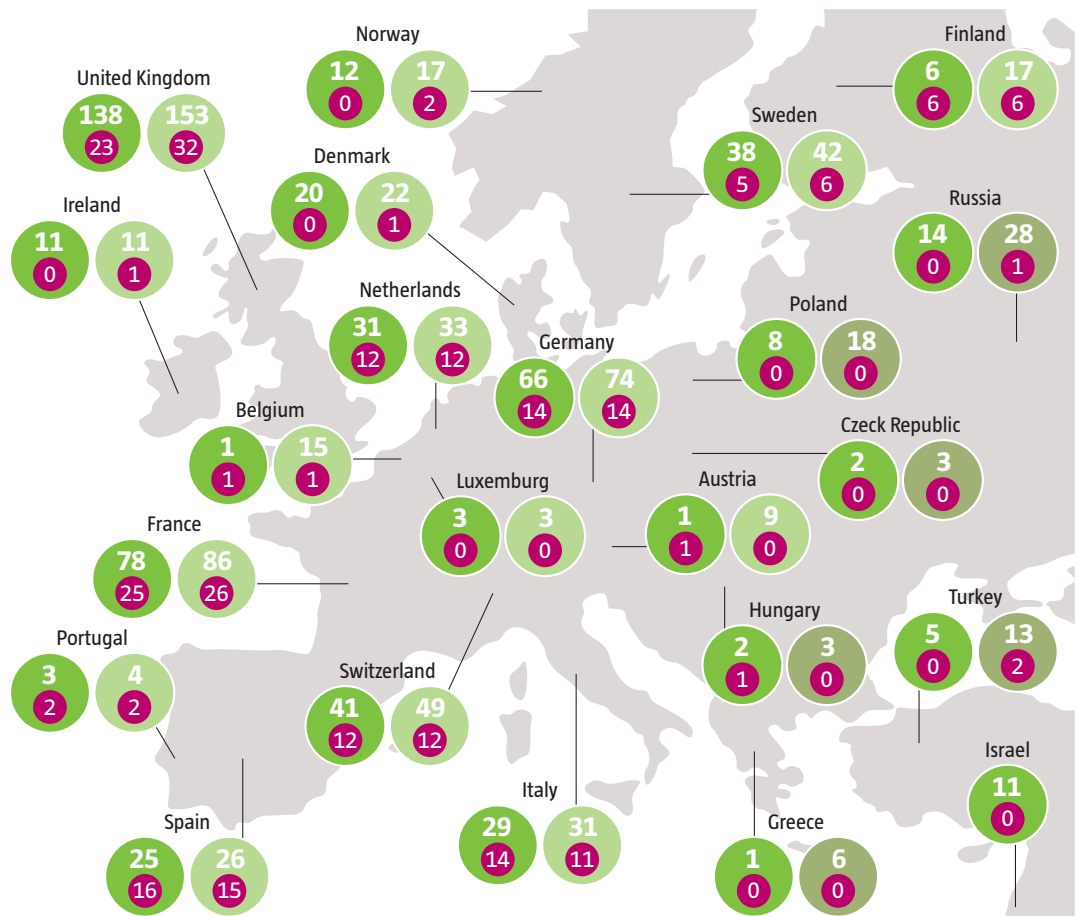 Norway
12 17
0 2
Finland
6 17
6 6
United Kingdom
138 153
23 32
Sweden
38 42
5 6
Denmark
20 22
0 1
Ireland
11 11
0 1
Russia
14 28
0 1
Netherlands
31 33
12 12
Poland
8 18
0 0
Germany
66 74
14 14
Belgium
1 15
1 1
Czeck Republic
2 3
0 0
Luxemburg
3 3
0 0
Austria
1 9
1 0
France
78 86
25 26
Hungary
2 3
1 0
Turkey
5 13
0 2
Portugal
3 4
2 2
Switzerland
41 49
12 12
Israel
11
0
Italy
29 31
14 11
Spain
25 26
16 15
Greece
1 6
0 0